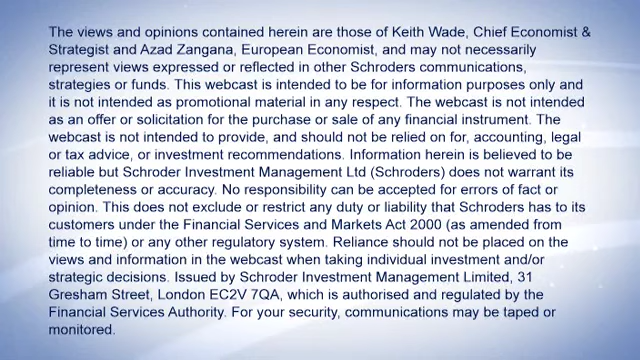 The views and opinions contained herein are those of Keith Wade, Chief Economist &
Strategist and Azad Zangana, European Economist, and may not necessarily
represent views expressed or reflected in other Schroders communications,
strategies or funds. This webcast is intended to be for information purposes only and
it is not intended as promotional material in any respect. The webcast is not intended
as an offer or solicitation for the purchase or sale of any financial instrument. The
webcast is not intended to provide, and should not be relied on for, accounting, legal
or tax advice, or investment recommendations. Information herein is believed to be
reliable but Schroder Investment Management Ltd (Schroders) does not warrant its
completeness or accuracy. No responsibility can be accepted for errors of fact or
opinion. This does not exclude or restrict any duty or liability that Schroders has to its
customers under the Financial Services and Markets Act 2000 (as amended from
time to time) or any other regulatory system. Reliance should not be placed on the
views and information in the webcast when taking individual investment and/or
strategic decisions. Issued by Schroder Investment Management Limited, 31
Gresham Street, London EC2V 7QA, which is authorised and regulated by the
Financial Services Authority. For your security, communications may be taped or
monitored.